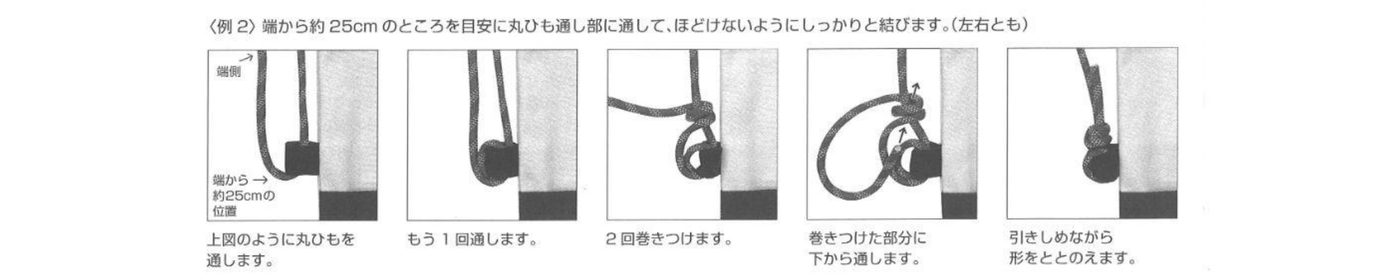 〈例 2〉 端から約 25cm のところを目安に丸ひも通し部に通して、ほどけないようにしっかりと結びます。（左右とも）
端側
端から
約25cmの
位置
上図のように丸ひもを
通します。
もう 1 回通します。
2 回巻きつけます。
巻きつけた部分に
下から通します。
引きしめながら
形をととのえます。